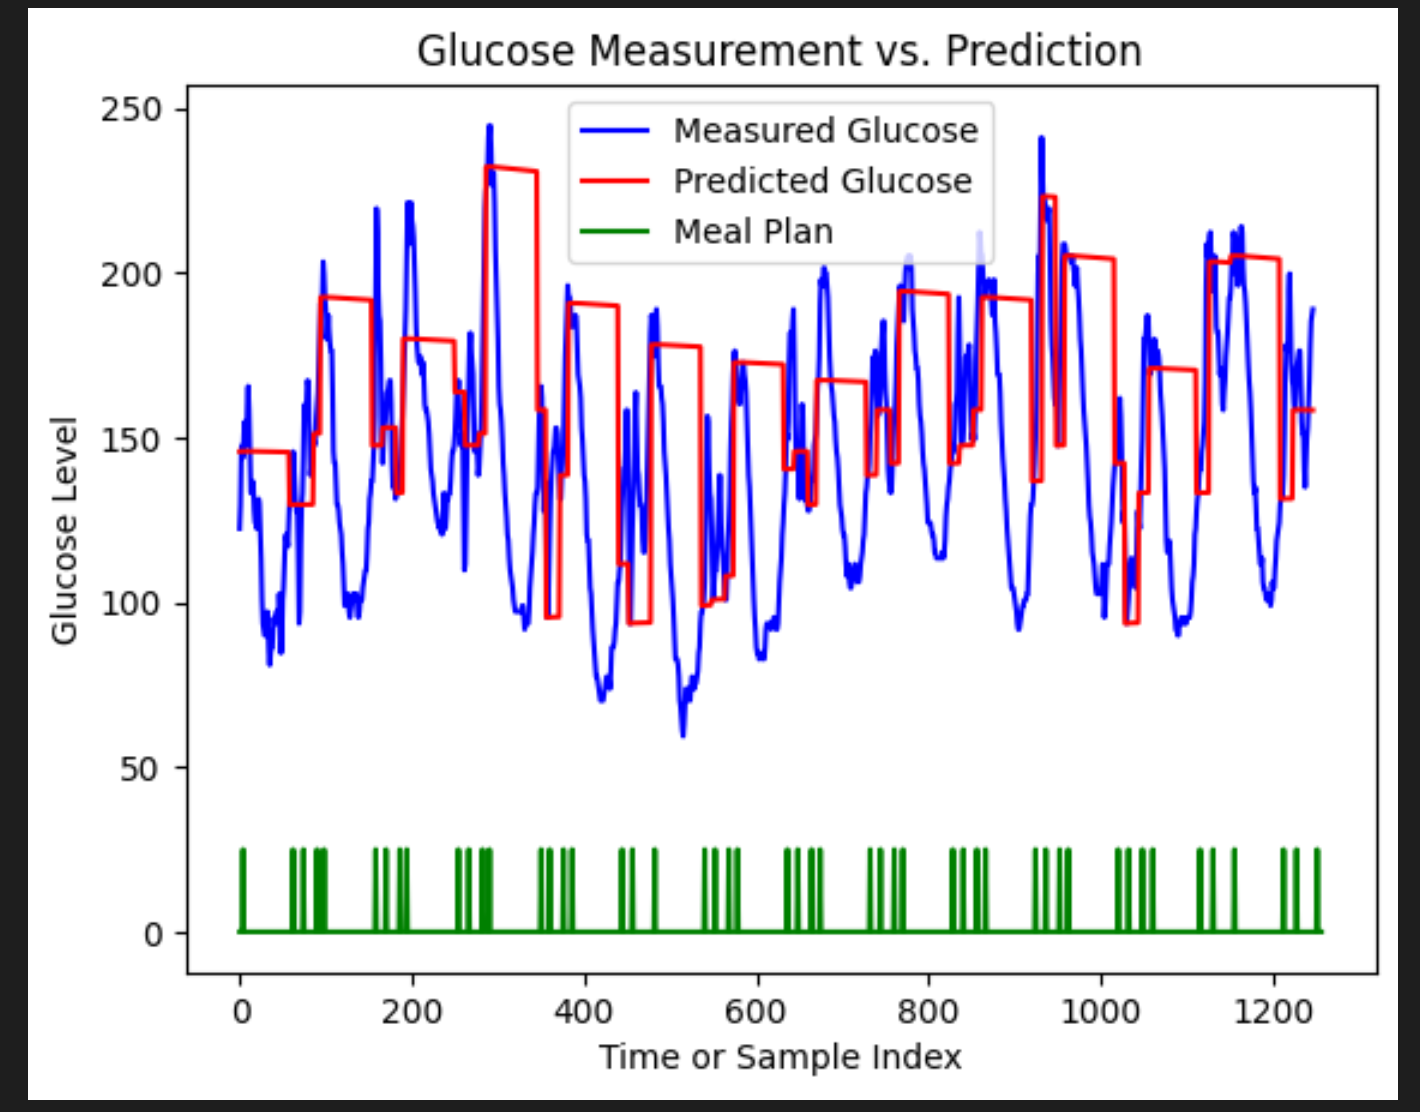 Glucose Measurement vs. Prediction
250
200
150
100
50
0
Glucose Level
Measured Glucose
Predicted Glucose
Meal Plan
0 200 400 600 800 1000 1200
Time or Sample Index